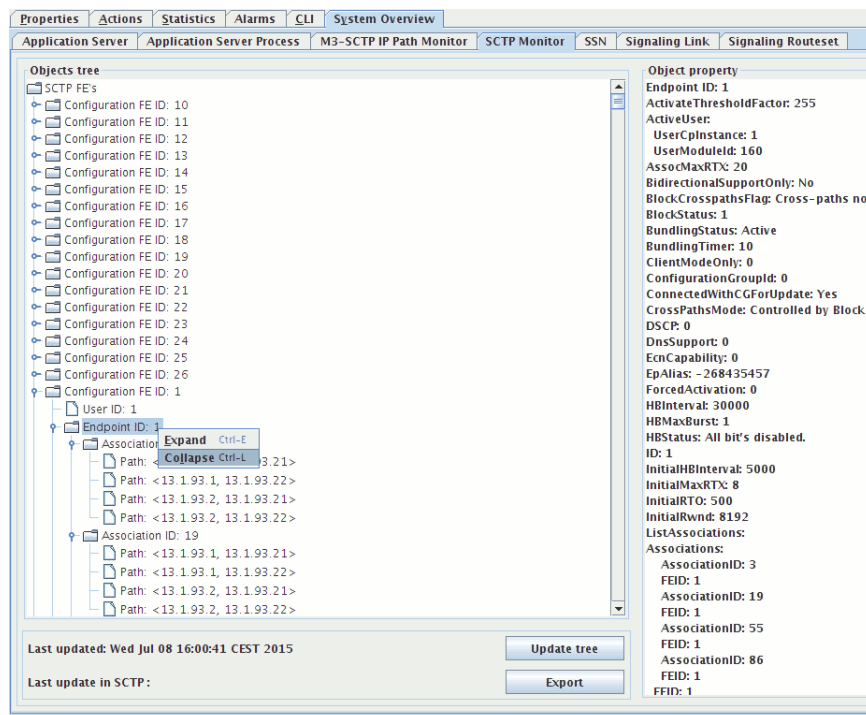 Properties Actions Statistics Alarms CLI System Overview
Application Server Application Server Process M3-SCTP IP Path Monitor SCTP Monitor SSN Signaling Link Signaling Routeset
Objects tree
SCTP FE's
Configuration FE ID: 10
Configuration FE ID: 11
Configuration FE ID: 12
Configuration FE ID: 13
Configuration FE ID: 14
Configuration FE ID: 15
Configuration FE ID: 16
Configuration FE ID: 17
Configuration FE ID: 18
Configuration FE ID: 19
Configuration FE ID: 20
Configuration FE ID: 21
Configuration FE ID: 22
Configuration FE ID: 23
Configuration FE ID: 24
Configuration FE ID: 25
Configuration FE ID: 26
Configuration FE ID: 1
User ID: 1
Endpoint ID: 1
Expand Ctrl-E
Collapse Ctrl-L
Association
Path: < 3.1.93.21>
Path: <13.1.93.1, 13.1.93.22>
Path: <13.1.93.2, 13.1.93.21>
Path: <13.1.93.2, 13.1.93.22>
Association ID: 19
Path: <13.1.93.1, 13.1.93.21>
Path: <13.1.93.1, 13.1.93.22>
Path: <13.1.93.2, 13.1.93.21>
Path: <13.1.93.2, 13.1.93.22>
Last updated: Wed Jul 08 16:00:41 CEST 2015
Update tree
Last update in SCTP:
Export
Object property
Endpoint ID: 1
ActivateThresholdFactor: 255
ActiveUser:
UserCpInstance: 1
UserModuleId: 160
AssocMaxRTX: 20
BidirectionalSupportOnly: No
BlockCrosspathsFlag: Cross-paths no
BlockStatus: 1
BundlingStatus: Active
BundlingTimer: 10
ClientModeOnly: 0
ConfigurationGroupId: 0
ConnectedWithCGForUpdate: Yes
CrossPathsMode: Controlled by Block
DSCP: 0
DnsSupport: 0
EcnCapability: 0
EpAlias: -268435457
ForcedActivation: 0
HBInterval: 30000
HBMaxBurst: 1
HBStatus: All bit's disabled.
ID: 1
InitialHBInterval: 5000
InitialMaxRTX: 8
InitialRTO: 500
InitialRwnd: 8192
ListAssociations:
Associations:
AssociationID: 3
FEID: 1
AssociationID: 19
FEID: 1
AssociationID: 55
FEID: 1
AssociationID: 86
FEID: 1
FEID: 1